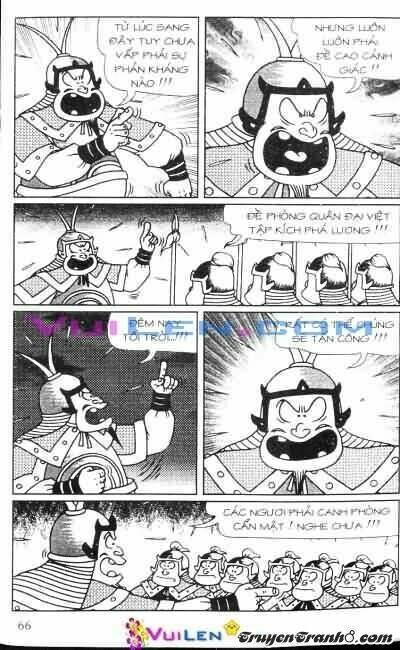 TỪ LÚC SANG
ĐÂY TUY CHƯA
VẤP PHẢI SỰ
PHẢN KHÁNG
NÀO !!!
NHƯNG LUÔN
LUÔN PHẢI
ĐỀ CAO CẢNH
GIÁC !!
ĐỀ PHÒNG QUÂN ĐẠI VIỆT
TẬP KÍCH PHÁ LƯƠNG !!!
ĐÊM NAY
TỐI TRỜI...!!!
RẤT CÓ THỂ CHÚNG
SẼ TẤN CÔNG !!!
VUILEN.COM
CÁC NGƯƠI PHẢI CANH PHÒNG
CẨN MẬT ! NGHE CHƯA !!!
66
VUILEN
TruyenTranh8.com